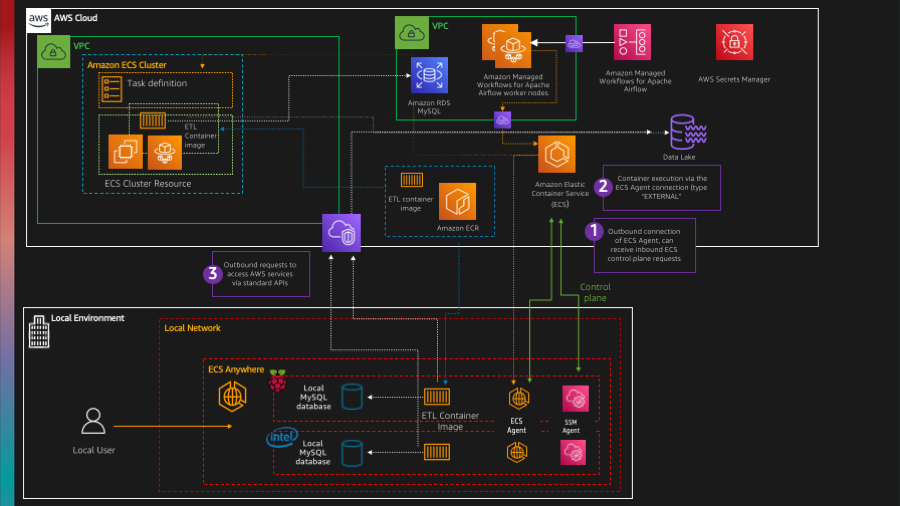 aws
AWS Cloud
VPC
Amazon ECS Cluster
Task definition
ETL
Container
image
ECS Cluster Resource
VPC
Amazon RDS
MySQL
Amazon Managed
Workflows for Apache
Airflow worker nodes
Amazon Managed
Workflows for Apache
Airflow
AWS Secrets
Manager
Data Lake
ETL container
image
Amazon ECR
Amazon Elastic
Container Service
(ECS)
2
Container execution via the
ECS Agent connection (type
"EXTERNAL"
1
Outbound connection
of ECS Agent, can
receive inbound ECS
control plane requests
3
Outbound requests to
access AWS services
via standard APIs
Control
plane
Local Environment
Local Network
ECS Anywhere
Local
MySQL
database
ETL Container
Image
ECS
Agent
SSM
Agent
intel
Local
MySQL
database
Local User